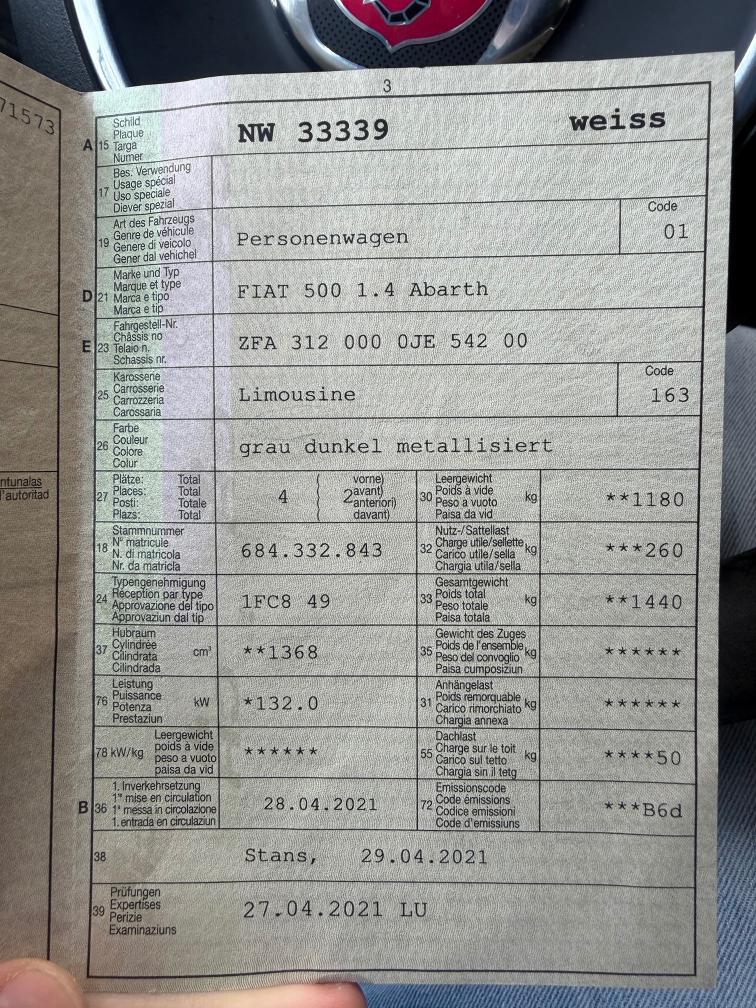 71573
ntunalas
l'autoritad
3
A 15 Schild
Plaque
Targa
Numer
NW 33339 weiss
17 Bes. Verwendung
Usage spécial
Uso speciale
Diever spezial
19 Art des Fahrzeugs
Genre de véhicule
Genere di veicolo
Gener dal vehichel
Personenwagen
Code
01
D 21 Marke und Typ
Marque et type
Marca e tipo
Marca e tip
FIAT 500 1.4 Abarth
E 23 Fahrgestell-Nr.
Châssis no
Telaio n.
Schassis nr.
ZFA 312 000 0JE 542 00
25 Karosserie
Carrosserie
Carrozzeria
Carossaria
Limousine
Code
163
26 Farbe
Couleur
Colore
Colur
grau dunkel metallisiert
27 Plätze: Total
Places: Total
Posti: Totale
Plazs: Total
4 ( 2 vorne)
avant)
anteriori)
davant)
30 Leergewicht
Poids à vide
Peso a vuoto
Paisa da vid
kg
**1180
18 Stammnummer
N° matricule
N. di matricola
Nr. da matricla
684.332.843
32 Nutz-/Sattellast
Charge utile/sellette
Carico utile/sella
Chargia utila/sella
kg
***260
24 Typengenehmigung
Réception par type
Approvazione del tipo
Approvaziun dal tip
1FC8 49
33 Gesamtgewicht
Poids total
Peso totale
Paisa totala
kg
**1440
37 Hubraum
Cylindrée
Cilindrata
Cilindrada
cm³
**1368
35 Gewicht des Zuges
Poids de l'ensemble
Peso del convoglio
Paisa cumposiziun
kg
******
76 Leistung
Puissance
Potenza
Prestaziun
kW
*132.0
31 Anhängelast
Poids remorquable
Carico rimorchiato
Chargia annexa
kg
******
78 kW/kg Leergewicht
poids à vide
peso a vuoto
paisa da vid
******
55 Dachlast
Charge sur le toit
Carico sul tetto
Chargia sin il tetg
kg
****50
B 36 1. Inverkehrsetzung
1re mise en circulation
1a messa in circolazione
1. entrada en circulaziun
28.04.2021
72 Emissionscode
Code émissions
Codice emissioni
Code d'emissiuns
***B6d
38 Stans, 29.04.2021
39 Prüfungen
Expertises
Perizie
Examinaziuns
27.04.2021 LU